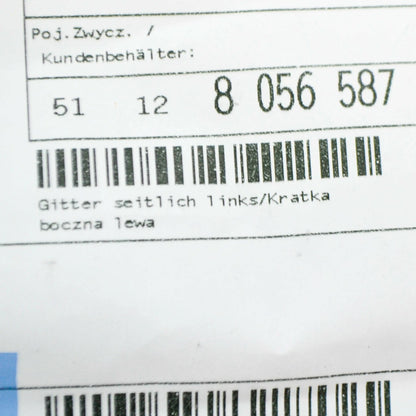 Poj.Zwycz. /
Kundenbehälter:
51 12 8 056 587
Gitter seitlich links/Kratka
boczna lewa